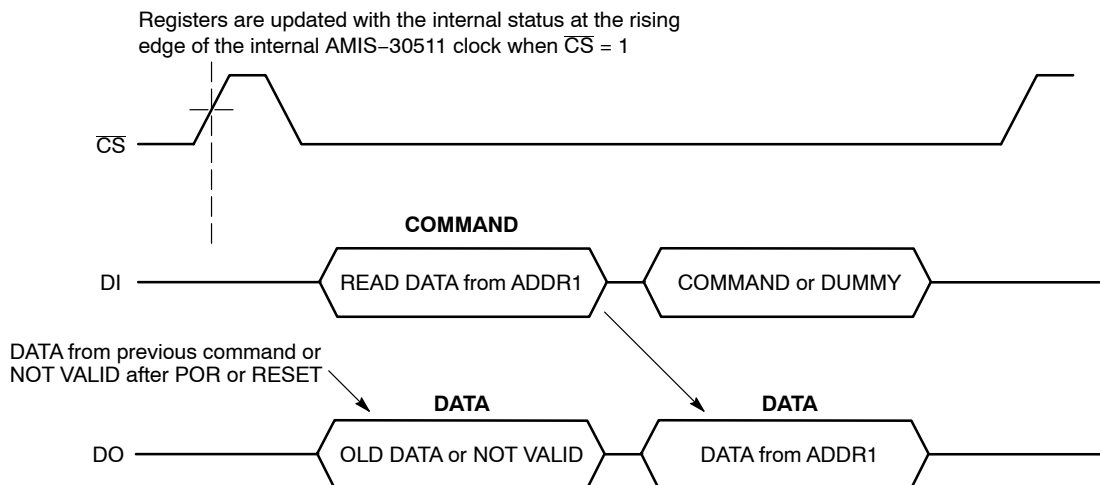 Registers are updated with the internal status at the rising
edge of the internal AMIS−30511 clock when C̅S̅ = 1
C̅S̅
COMMAND
DI
READ DATA from ADDR1
COMMAND or DUMMY
DATA from previous command or
NOT VALID after POR or RESET
DATA
DATA
DO
OLD DATA or NOT VALID
DATA from ADDR1